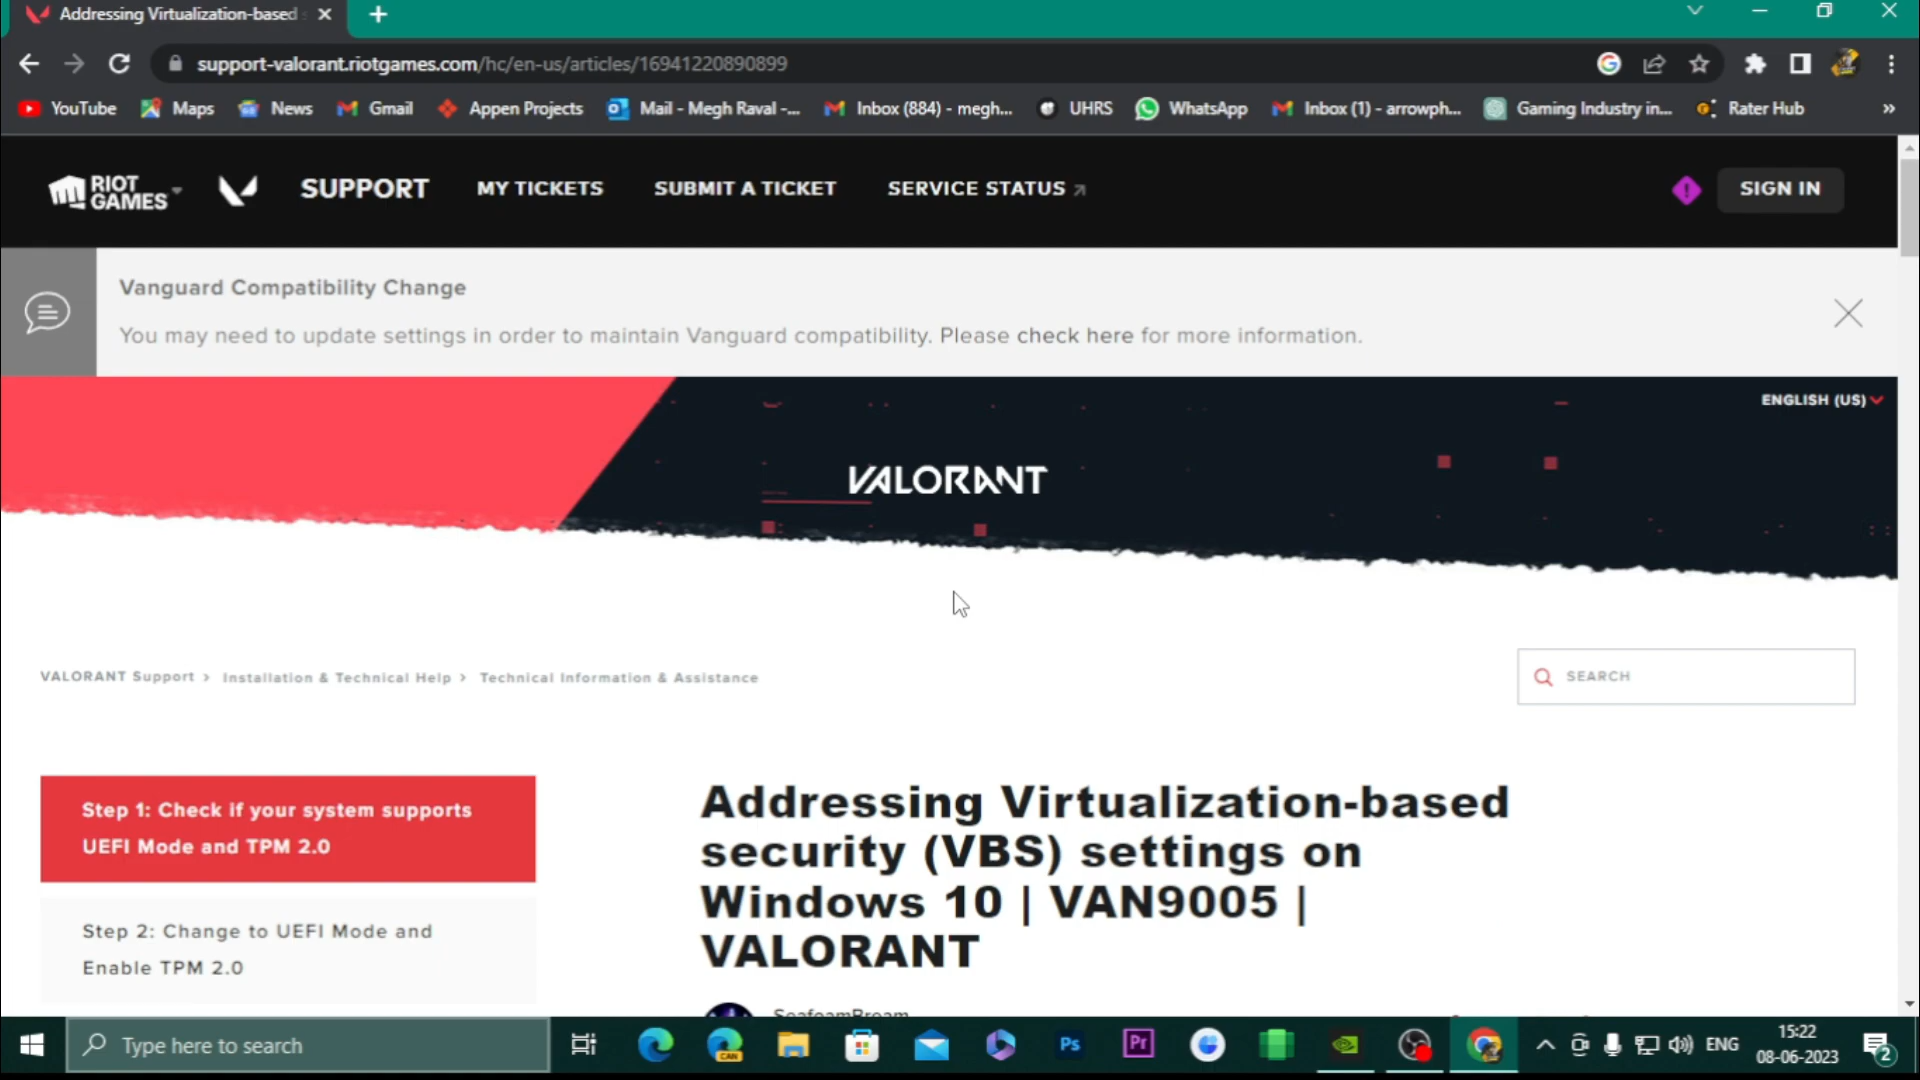 Addressing Virtualization-based
support-valorant.riotgames.com/hc/en-us/articles/16941220890899
YouTube Maps News Gmail Appen Projects Mail - Megh Raval -... Inbox (884) - megh... UHRS WhatsApp Inbox (1) - arrowph... Gaming Industry in... Rater Hub »
RIOT GAMES SUPPORT MY TICKETS SUBMIT A TICKET SERVICE STATUS SIGN IN
Vanguard Compatibility Change
You may need to update settings in order to maintain Vanguard compatibility. Please check here for more information.
ENGLISH (US)
VALORANT
VALORANT Support > Installation & Technical Help > Technical Information & Assistance
SEARCH
Step 1: Check if your system supports
UEFI Mode and TPM 2.0
Step 2: Change to UEFI Mode and
Enable TPM 2.0
Addressing Virtualization-based
security (VBS) settings on
Windows 10 | VAN9005 |
VALORANT
SeafoamBream
Type here to search
CAN
Ps
Pr
ENG
15:22
08-06-2023
2